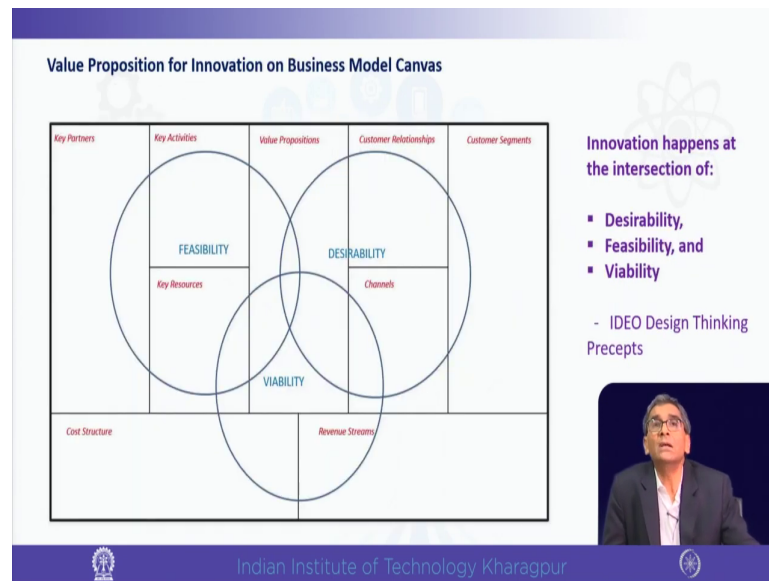 Value Proposition for Innovation on Business Model Canvas
Key Partners
Key Activities
Value Propositions
Customer Relationships
Customer Segments
FEASIBILITY
DESIRABILITY
Key Resources
Channels
VIABILITY
Cost Structure
Revenue Streams
Innovation happens at
the intersection of:
▪ Desirability,
▪ Feasibility, and
▪ Viability
- IDEO Design Thinking
Precepts
Indian Institute of Technology Kharagpur